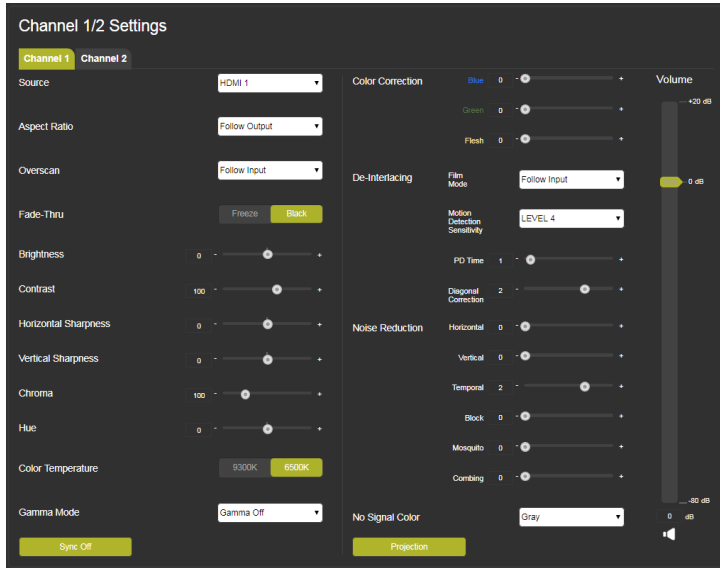 Channel 1/2 Settings
Channel 1 Channel 2
Source HDMI 1
Aspect Ratio Follow Output
Overscan Follow Input
Fade-Thru Freeze Black
Brightness 0 - +
Contrast 100 - +
Horizontal Sharpness 0 - +
Vertical Sharpness 0 - +
Chroma 100 - +
Hue 0 - +
Color Temperature 9300K 6500K
Gamma Mode Gamma Off
Sync Off
Color Correction Blue 0 - +
Green 0 - +
Flesh 0 - +
De-Interlacing Film
Mode Follow Input
Motion
Detection
Sensitivity LEVEL 4
PD Time 1 - +
Diagonal
Correction 2 - +
Noise Reduction Horizontal 0 - +
Vertical 0 - +
Temporal 2 - +
Block 0 - +
Mosquito 0 - +
Combing 0 - +
No Signal Color Gray
Projection
Volume
+20 dB
0 dB
-80 dB
0 dB